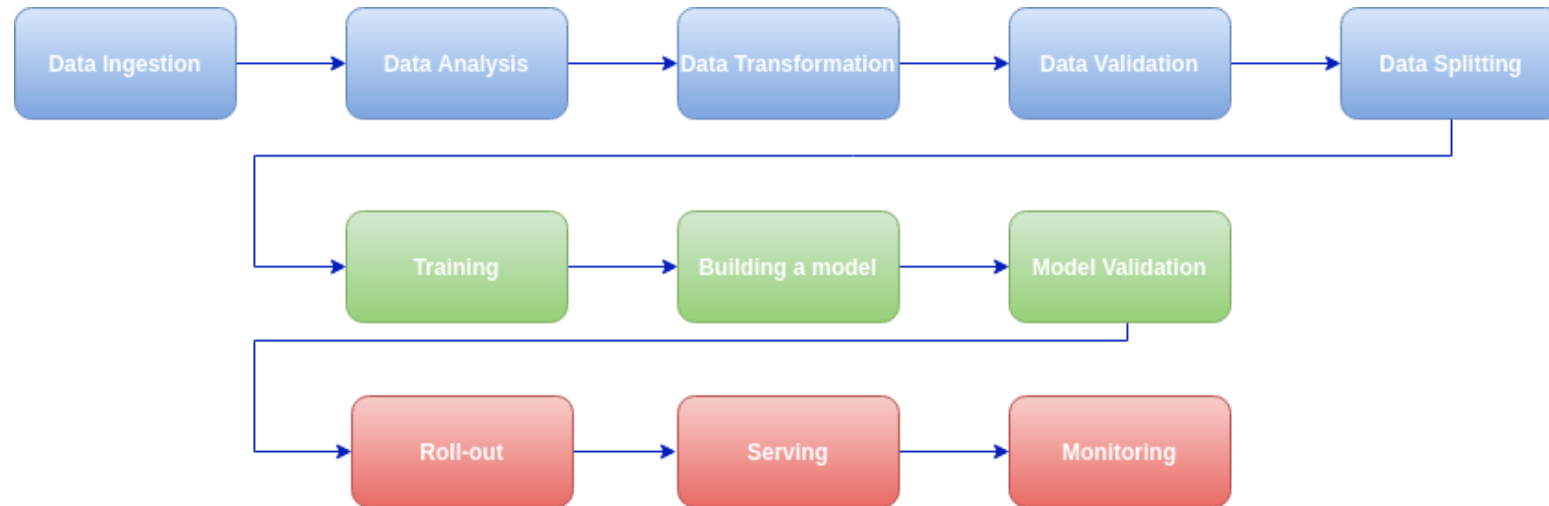 Data Ingestion
Data Analysis
Data Transformation
Data Validation
Data Splitting
Training
Building a model
Model Validation
Roll-out
Serving
Monitoring